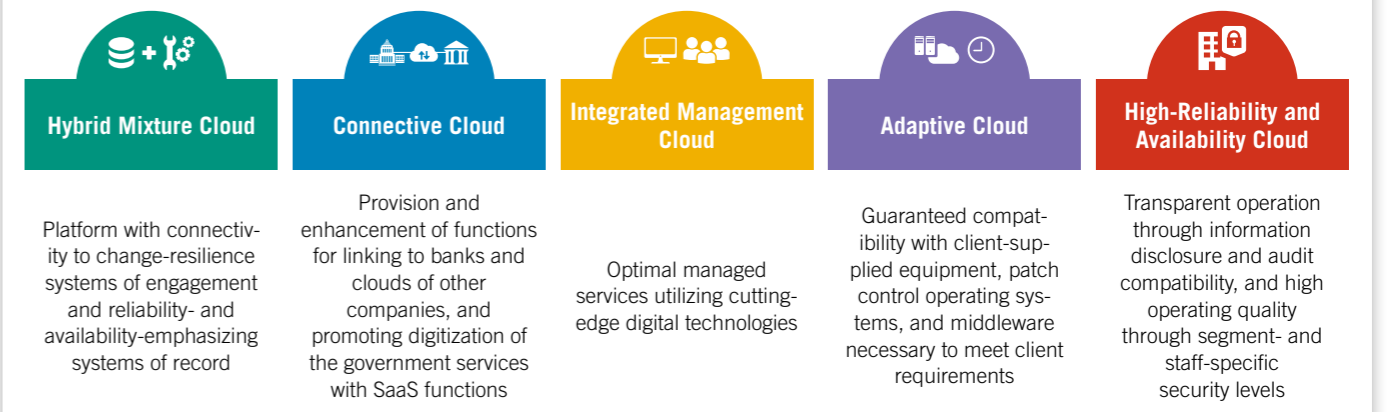 Hybrid Mixture Cloud
Platform with connectiv-
ity to change-resilience
systems of engagement
and reliability- and
availability-emphasizing
systems of record
Connective Cloud
Provision and
enhancement of functions
for linking to banks and
clouds of other
companies, and
promoting digitization of
the government services
with SaaS functions
Integrated Management
Cloud
Optimal managed
services utilizing cutting-
edge digital technologies
Adaptive Cloud
Guaranteed compat-
ibility with client-sup-
plied equipment, patch
control operating sys-
tems, and middleware
necessary to meet client
requirements
High-Reliability and
Availability Cloud
Transparent operation
through information
disclosure and audit
compatibility, and high
operating quality
through segment- and
staff-specific
security levels